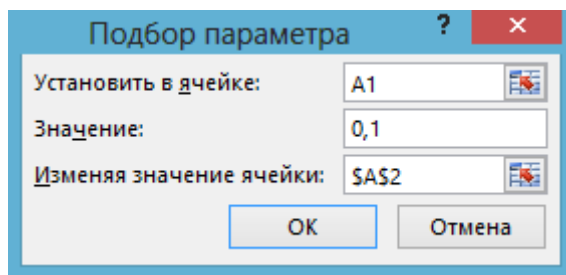 Подбор параметра ? ×
Установить в ячейке: A1
Значение: 0,1
Изменяя значение ячейки: $A$2
ОК Отмена